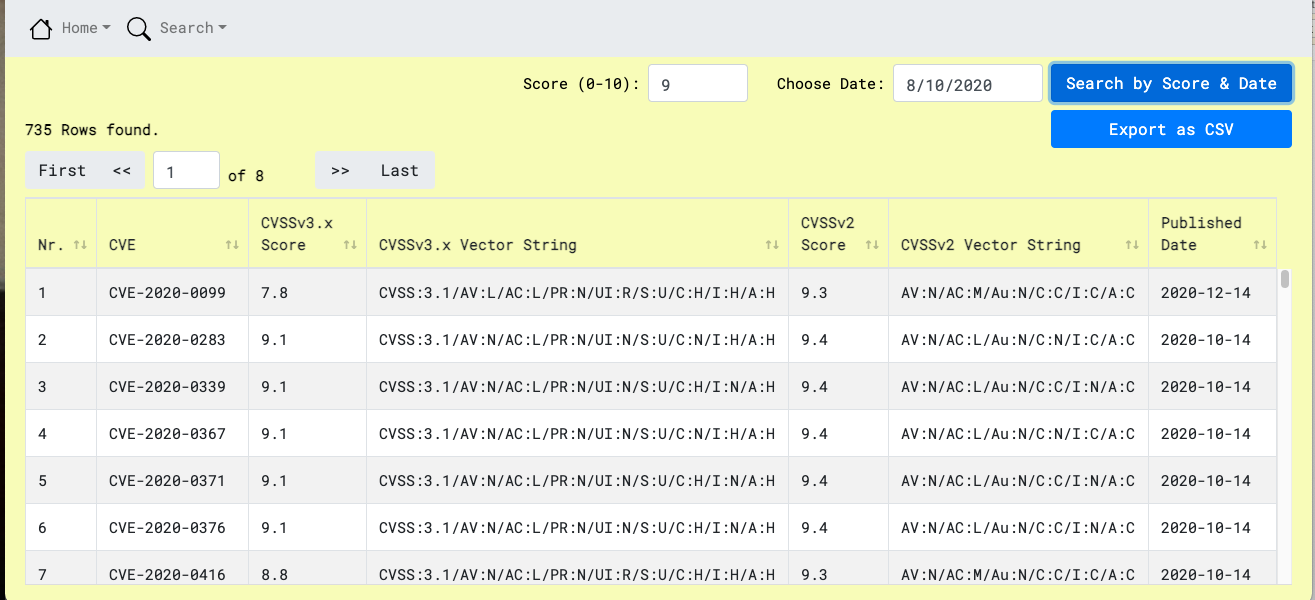 Home Search
Score (0-10): 9 Choose Date: 8/10/2020 Search by Score & Date
735 Rows found. Export as CSV
First << 1 of 8 >> Last
Nr. CVE CVSSv3.x Score CVSSv3.x Vector String CVSSv2 Score CVSSv2 Vector String Published Date
1 CVE-2020-0099 7.8 CVSS:3.1/AV:L/AC:L/PR:N/UI:R/S:U/C:H/I:H/A:H 9.3 AV:N/AC:M/Au:N/C:C/I:C/A:C 2020-12-14
2 CVE-2020-0283 9.1 CVSS:3.1/AV:N/AC:L/PR:N/UI:N/S:U/C:N/I:H/A:H 9.4 AV:N/AC:L/Au:N/C:N/I:C/A:C 2020-10-14
3 CVE-2020-0339 9.1 CVSS:3.1/AV:N/AC:L/PR:N/UI:N/S:U/C:H/I:N/A:H 9.4 AV:N/AC:L/Au:N/C:C/I:N/A:C 2020-10-14
4 CVE-2020-0367 9.1 CVSS:3.1/AV:N/AC:L/PR:N/UI:N/S:U/C:N/I:H/A:H 9.4 AV:N/AC:L/Au:N/C:N/I:C/A:C 2020-10-14
5 CVE-2020-0371 9.1 CVSS:3.1/AV:N/AC:L/PR:N/UI:N/S:U/C:H/I:N/A:H 9.4 AV:N/AC:L/Au:N/C:C/I:N/A:C 2020-10-14
6 CVE-2020-0376 9.1 CVSS:3.1/AV:N/AC:L/PR:N/UI:N/S:U/C:H/I:N/A:H 9.4 AV:N/AC:L/Au:N/C:C/I:N/A:C 2020-10-14
7 CVE-2020-0416 8.8 CVSS:3.1/AV:N/AC:L/PR:N/UI:R/S:U/C:H/I:H/A:H 9.3 AV:N/AC:M/Au:N/C:C/I:C/A:C 2020-10-14